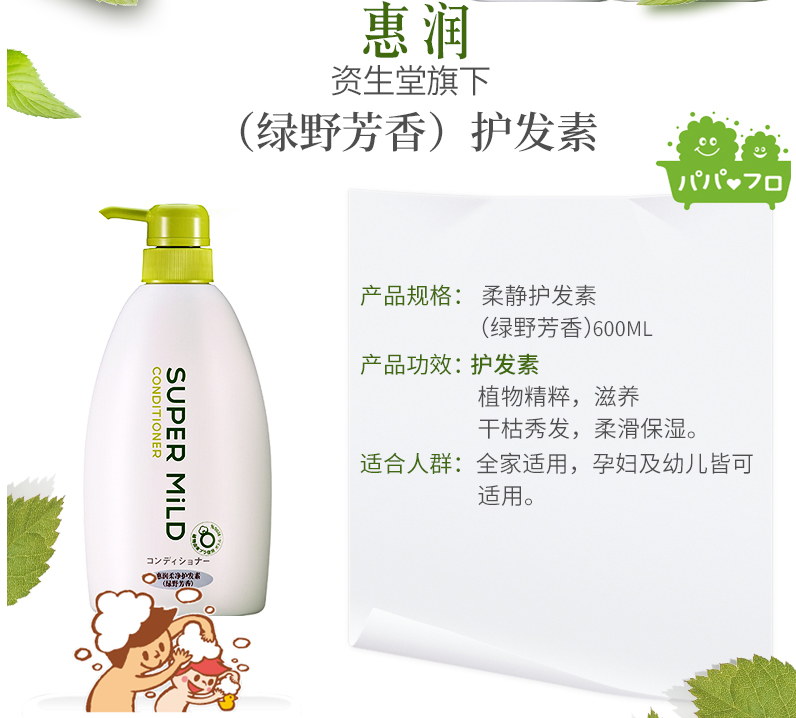 惠润
资生堂旗下
（绿野芳香）护发素
パパ♥フロ
产品规格： 柔静护发素
（绿野芳香）600ML
产品功效：护发素
植物精粹，滋养
干枯秀发，柔滑保湿。
适合人群：全家适用，孕妇及幼儿皆可
适用。
SUPER MiLD
CONDITIONER
コンディショナー
惠润柔净护发素
（绿野芳香）